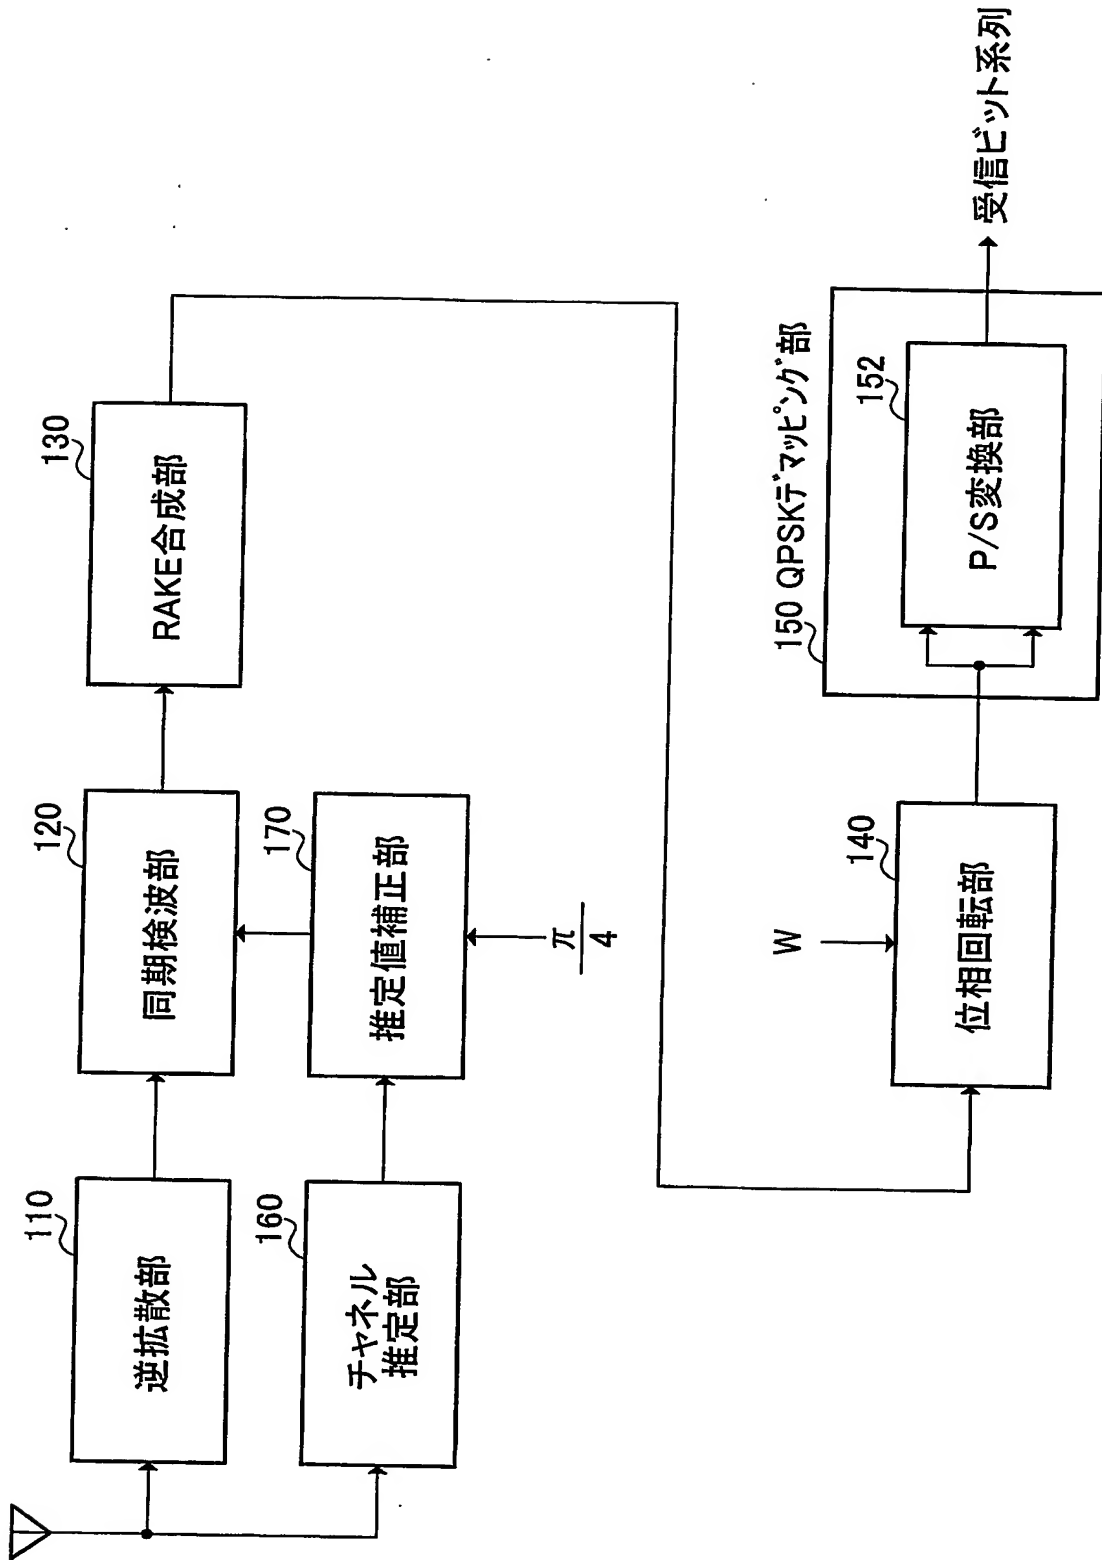 110
逆拡散部
120
同期検波部
130
RAKE合成部
160
チャネル
推定部
170
推定値補正部
π
4
W
140
位相回転部
150 QPSKデマッピング部
152
P/S変換部
受信ビット系列